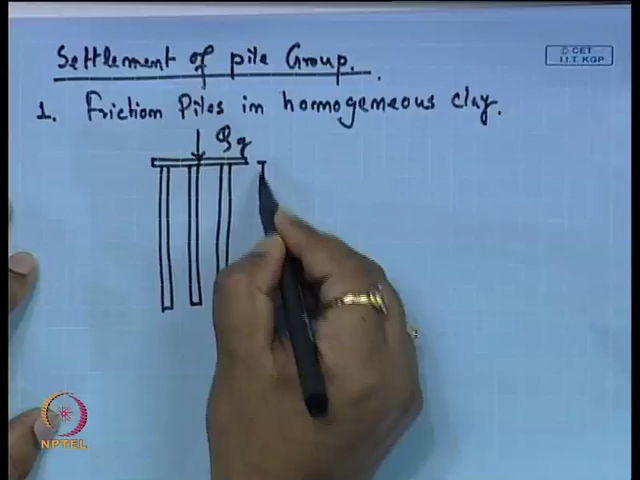 Settlement of pile Group.
© CET
I.I.T. KGP
1. Friction Piles in homogeneous clay.
Qg
NPTEL